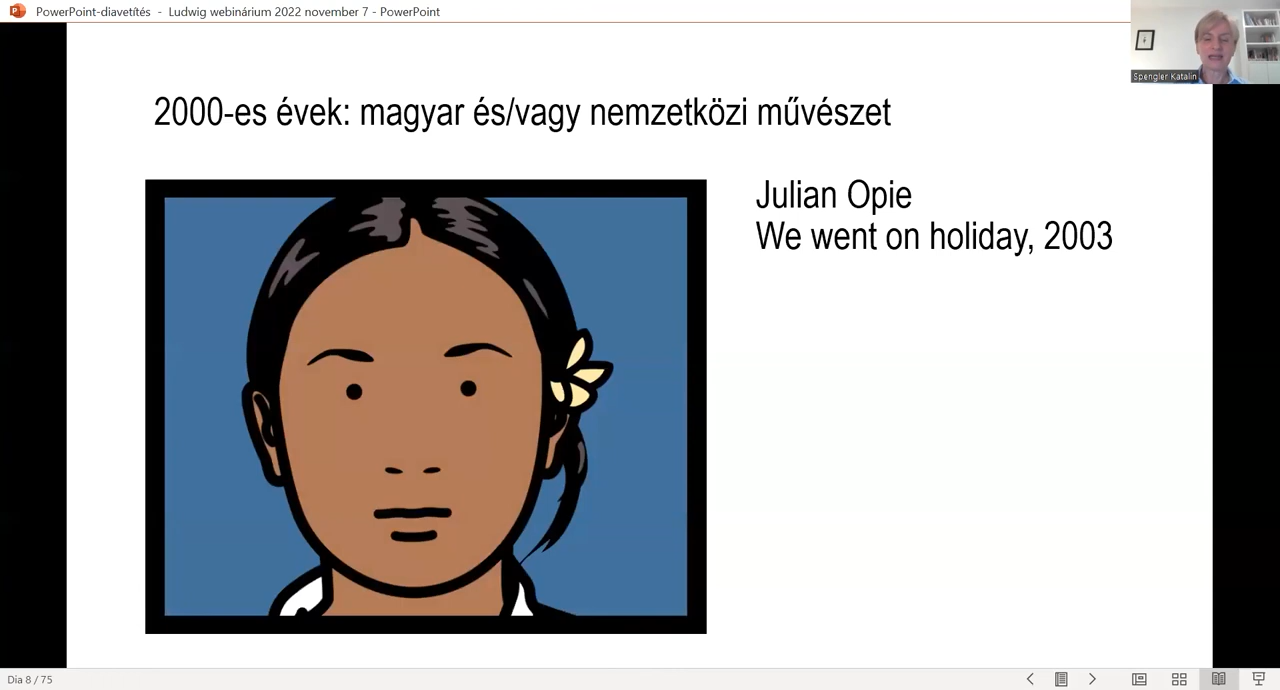 PowerPoint-diavetítés - Ludwig webinárium 2022 november 7 - PowerPoint
Spengler Katalin
2000-es évek: magyar és/vagy nemzetközi művészet
Julian Opie
We went on holiday, 2003
Dia 8 / 75